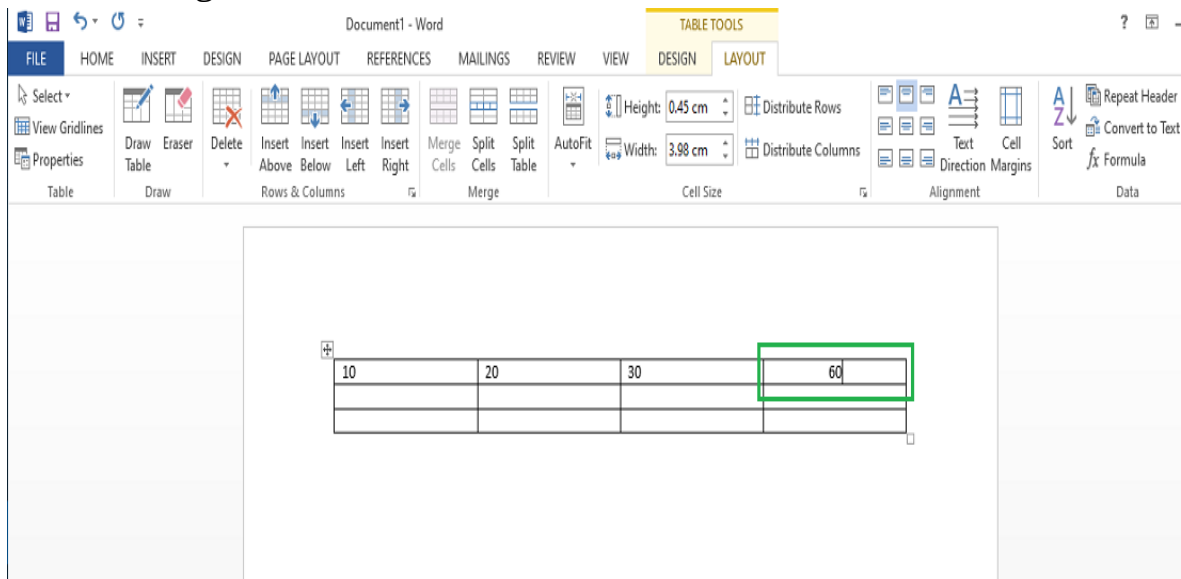 Document1 - Word
TABLE TOOLS
?
FILE HOME INSERT DESIGN PAGE LAYOUT REFERENCES MAILINGS REVIEW VIEW DESIGN LAYOUT
Select
View Gridlines
Properties
Table
Draw Table
Eraser
Draw
Delete
Insert Above
Insert Below
Insert Left
Insert Right
Rows & Columns
Merge Cells
Split Cells
Split Table
Merge
AutoFit
Height: 0.45 cm
Width: 3.98 cm
Distribute Rows
Distribute Columns
Cell Size
Text Direction
Cell Margins
Alignment
Sort
Repeat Header
Convert to Text
fx Formula
Data
10 20 30 60